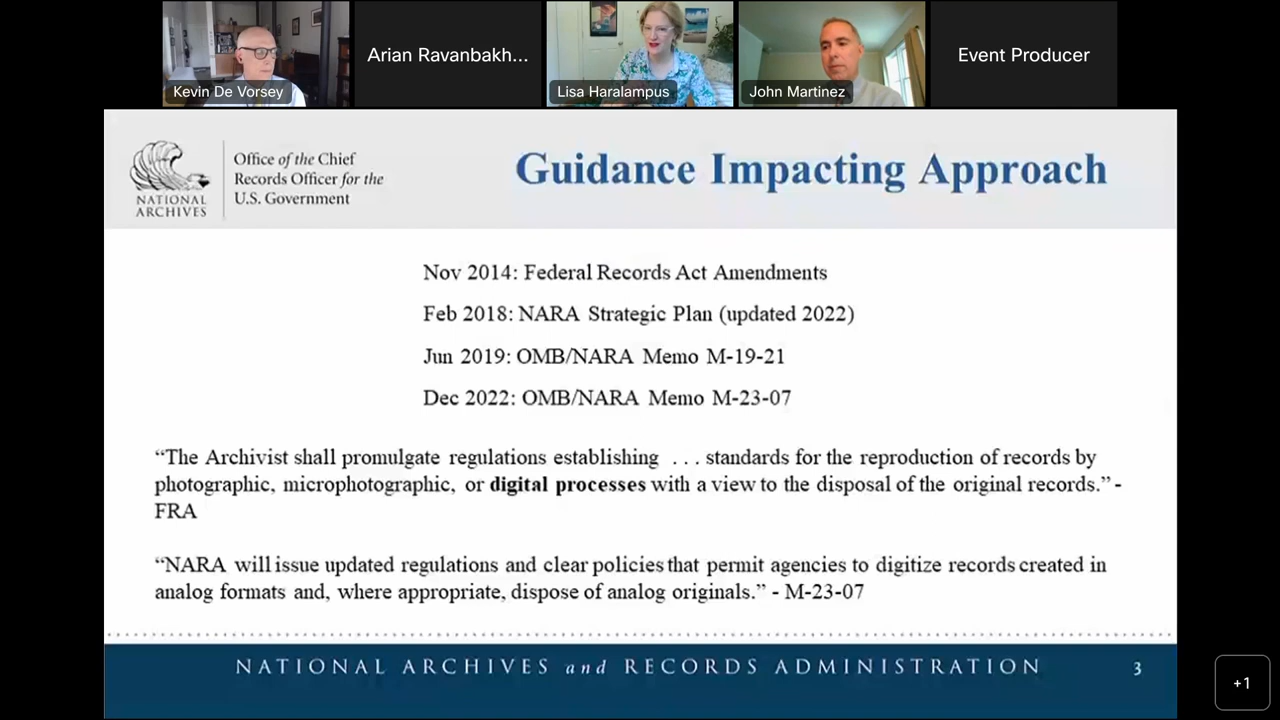 Kevin De Vorsey
Arian Ravanbakh...
Lisa Haralampus
John Martinez
Event Producer
NATIONAL
ARCHIVES
Office of the Chief
Records Officer for the
U.S. Government
Guidance Impacting Approach
Nov 2014: Federal Records Act Amendments
Feb 2018: NARA Strategic Plan (updated 2022)
Jun 2019: OMB/NARA Memo M-19-21
Dec 2022: OMB/NARA Memo M-23-07
“The Archivist shall promulgate regulations establishing . . . standards for the reproduction of records by
photographic, microphotographic, or digital processes with a view to the disposal of the original records.” -
FRA
“NARA will issue updated regulations and clear policies that permit agencies to digitize records created in
analog formats and, where appropriate, dispose of analog originals.” - M-23-07
NATIONAL ARCHIVES and RECORDS ADMINISTRATION
3
+1